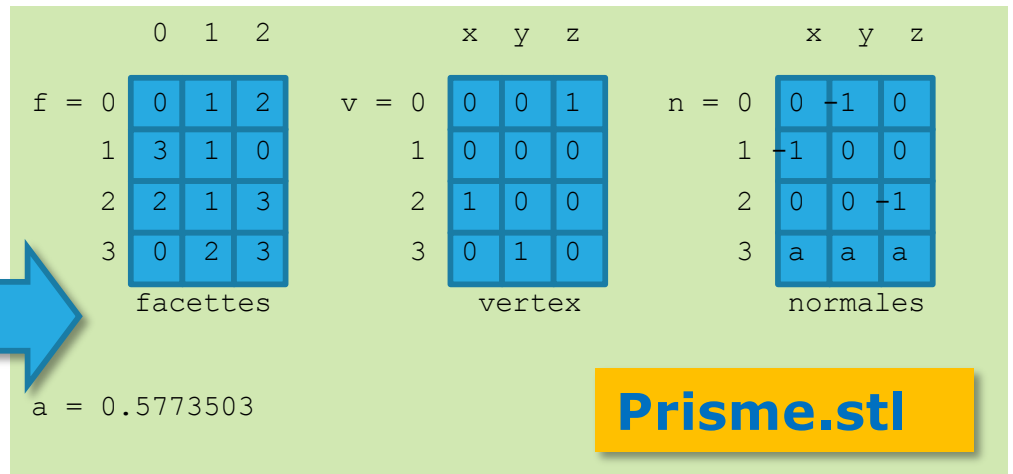 0 1 2 x y z x y z
f = 0 0 1 2 v = 0 0 0 1 n = 0 0 -1 0
1 3 1 0 1 0 0 0 1 -1 0 0
2 2 1 3 2 1 0 0 2 0 0 -1
3 0 2 3 3 0 1 0 3 a a a
facettes vertex normales
a = 0.5773503
Prisme.stl